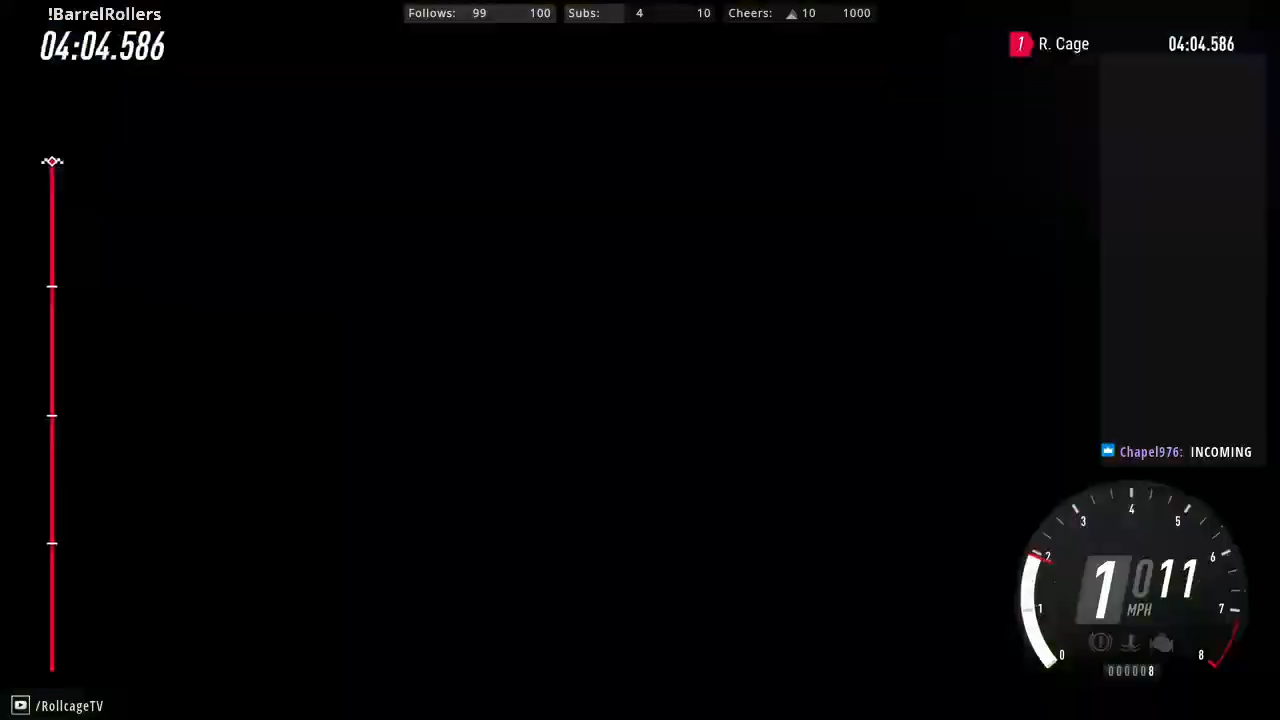 !BarrelRollers
04:04.586
Follows: 99 100 Subs: 4 10 Cheers: 10 1000
1 R. Cage 04:04.586
Chapel976: INCOMING
0 1 2 3 4 5 6 7 8
1 011
MPH
0000008
/RollcageTV